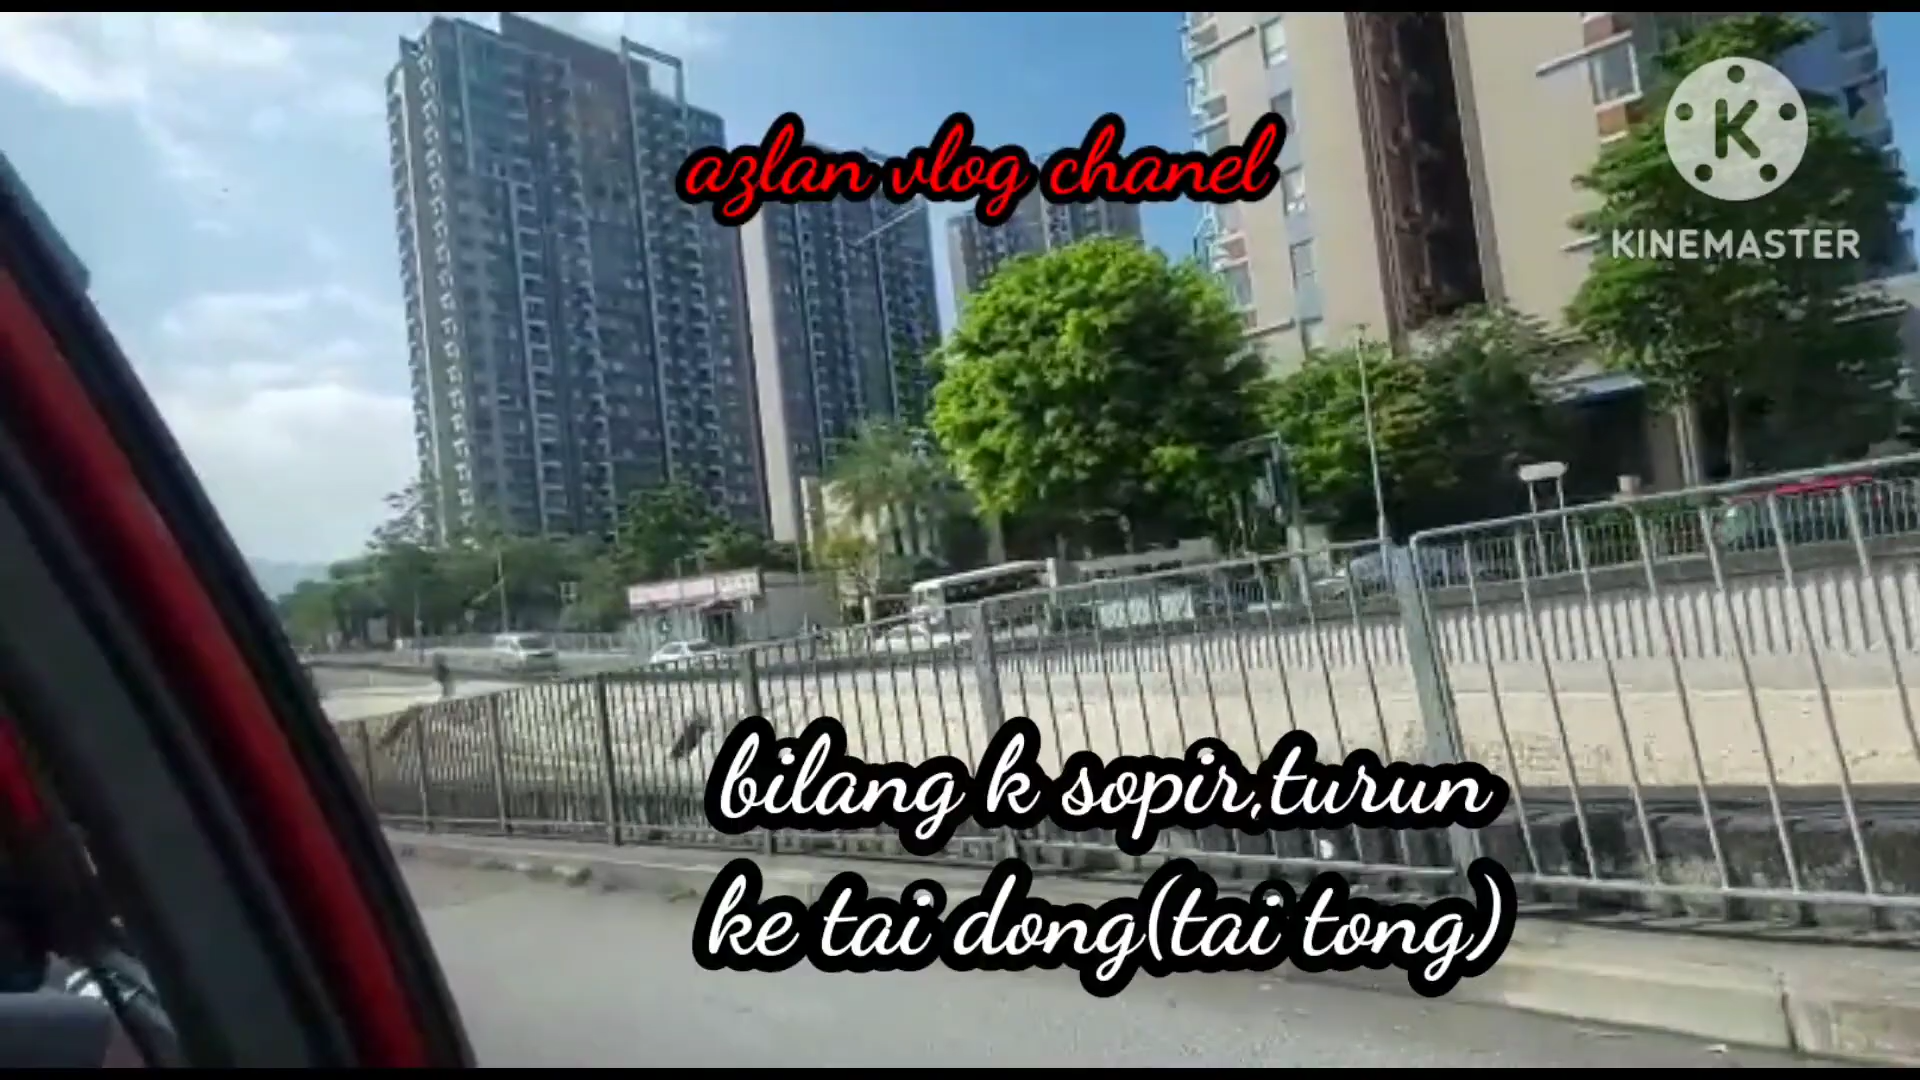 azlan vlog chanel
K
KINEMASTER
bilang k sopir,turun
ke tai dong(tai tong)